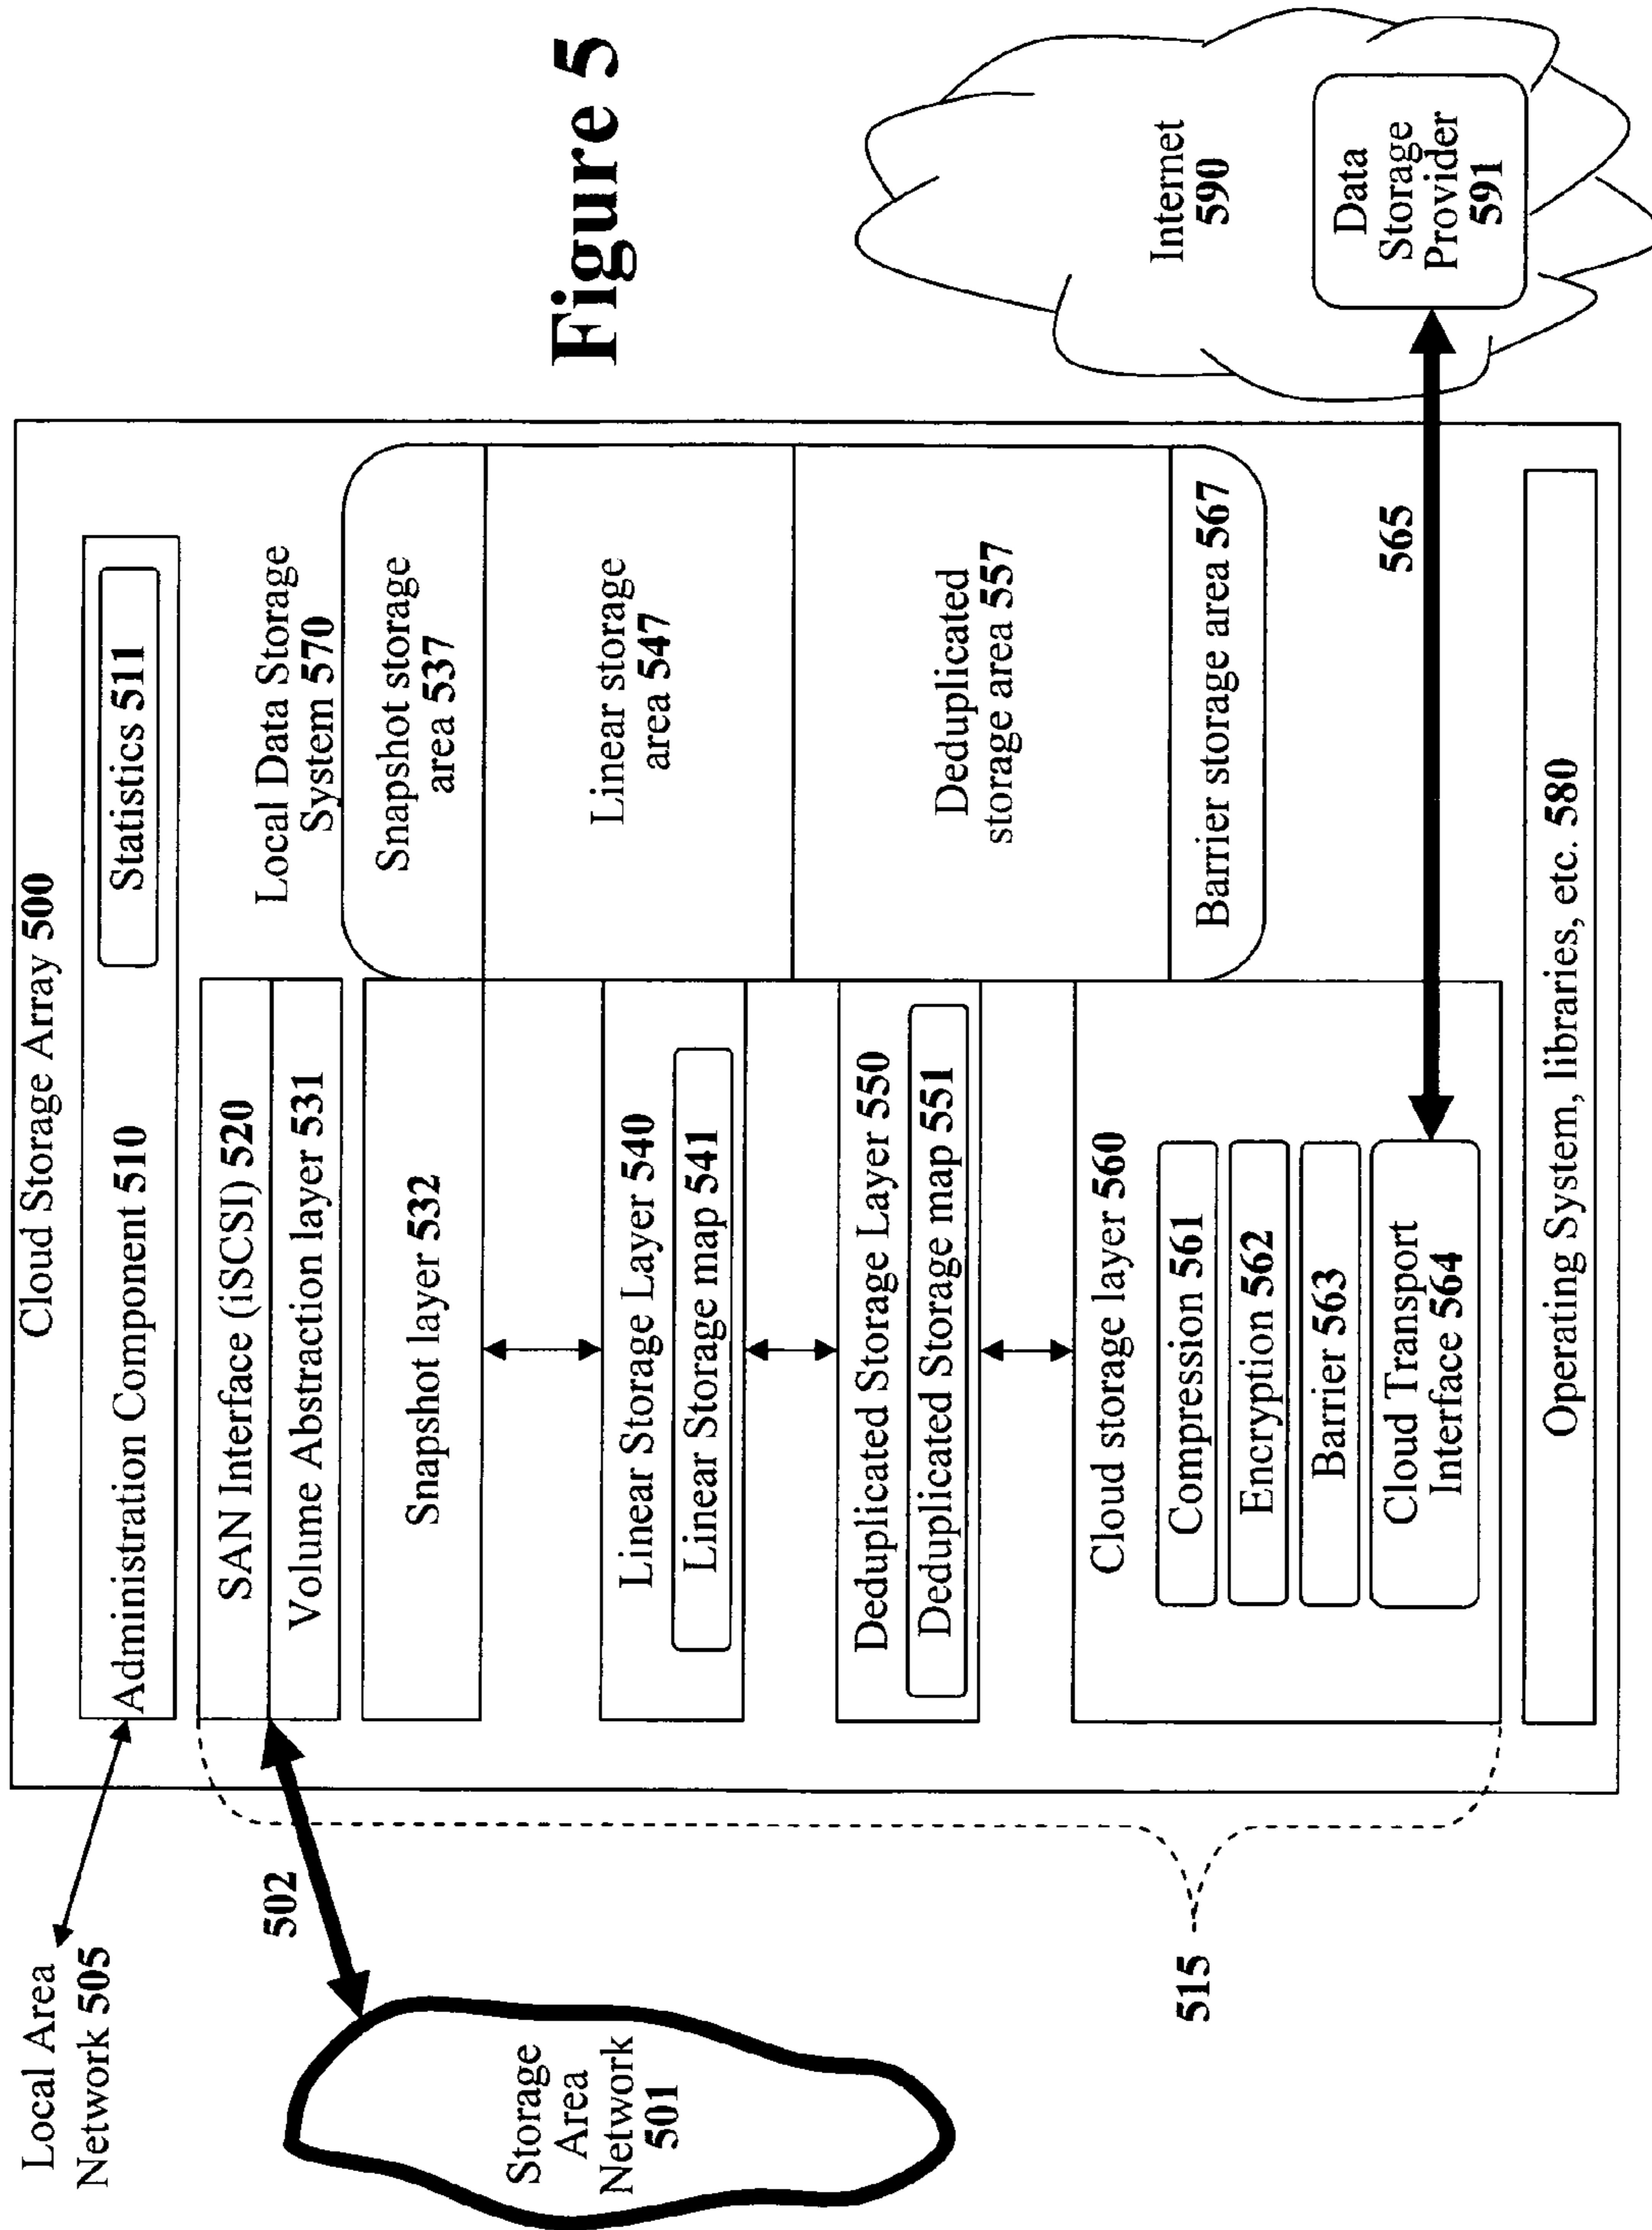 Cloud Storage Array 500
Local Area
Network 505
Administration Component 510
Statistics 511
502
SAN Interface (iSCSI) 520
Volume Abstraction layer 531
Local Data Storage
System 570
Snapshot layer 532
Snapshot storage
area 537
Storage
Area
Network
501
Linear Storage Layer 540
Linear Storage map 541
Linear storage
area 547
Figure 5
Deduplicated Storage Layer 550
Deduplicated Storage map 551
Deduplicated
storage area 557
515
Cloud storage layer 560
Compression 561
Encryption 562
Barrier 563
Cloud Transport
Interface 564
Barrier storage area 567
565
Internet
590
Data
Storage
Provider
591
Operating System, libraries, etc. 580